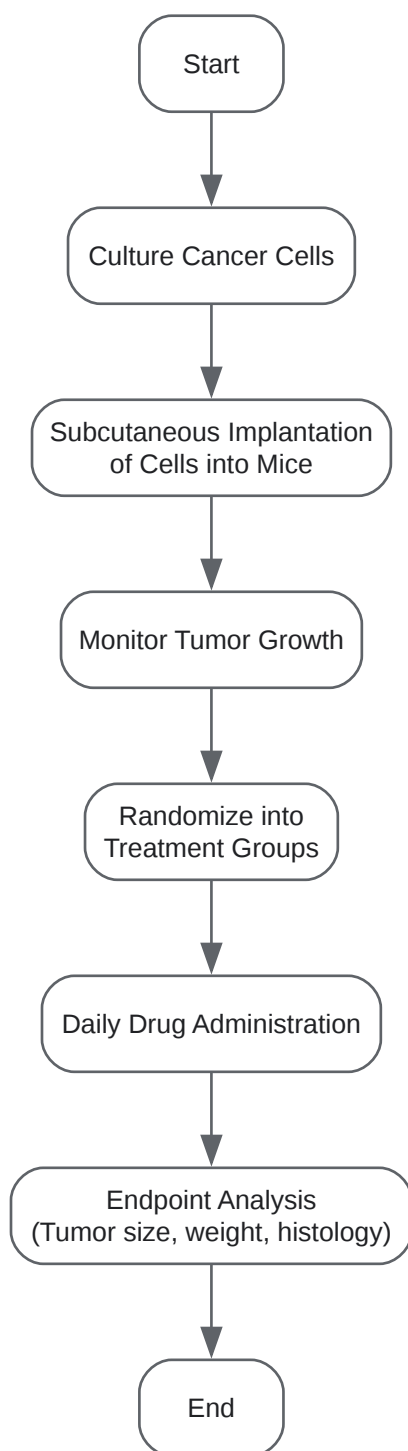 Start
Culture Cancer Cells
Subcutaneous Implantation
of Cells into Mice
Monitor Tumor Growth
Randomize into
Treatment Groups
Daily Drug Administration
Endpoint Analysis
(Tumor size, weight, histology)
End